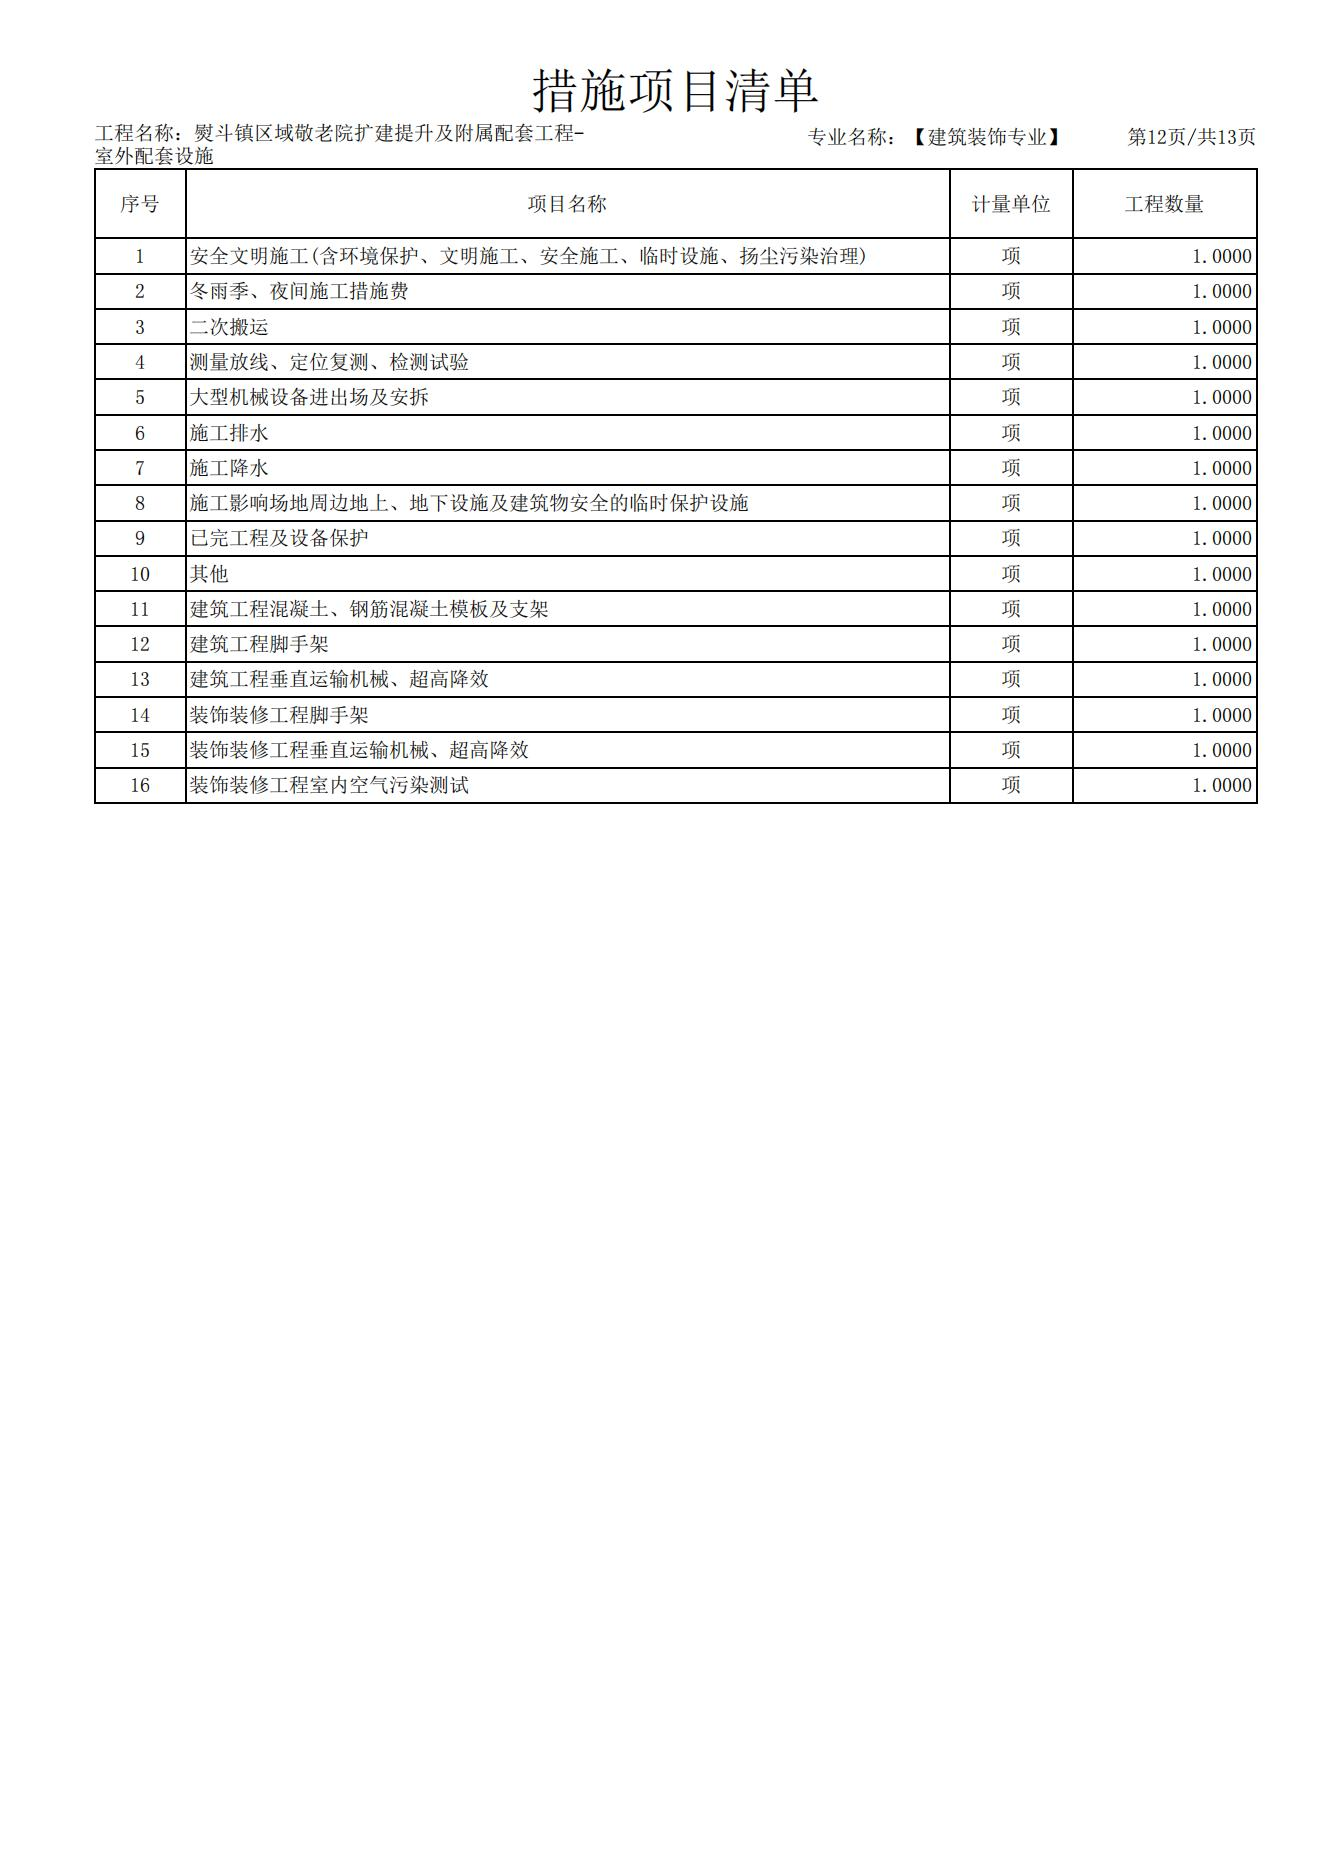 措施项目清单
工程名称：熨斗镇区域敬老院扩建提升及附属配套工程-
室外配套设施
专业名称：【建筑装饰专业】 第12页/共13页
序号 项目名称 计量单位 工程数量
1 安全文明施工(含环境保护、文明施工、安全施工、临时设施、扬尘污染治理) 项 1.0000
2 冬雨季、夜间施工措施费 项 1.0000
3 二次搬运 项 1.0000
4 测量放线、定位复测、检测试验 项 1.0000
5 大型机械设备进出场及安拆 项 1.0000
6 施工排水 项 1.0000
7 施工降水 项 1.0000
8 施工影响场地周边地上、地下设施及建筑物安全的临时保护设施 项 1.0000
9 已完工程及设备保护 项 1.0000
10 其他 项 1.0000
11 建筑工程混凝土、钢筋混凝土模板及支架 项 1.0000
12 建筑工程脚手架 项 1.0000
13 建筑工程垂直运输机械、超高降效 项 1.0000
14 装饰装修工程脚手架 项 1.0000
15 装饰装修工程垂直运输机械、超高降效 项 1.0000
16 装饰装修工程室内空气污染测试 项 1.0000